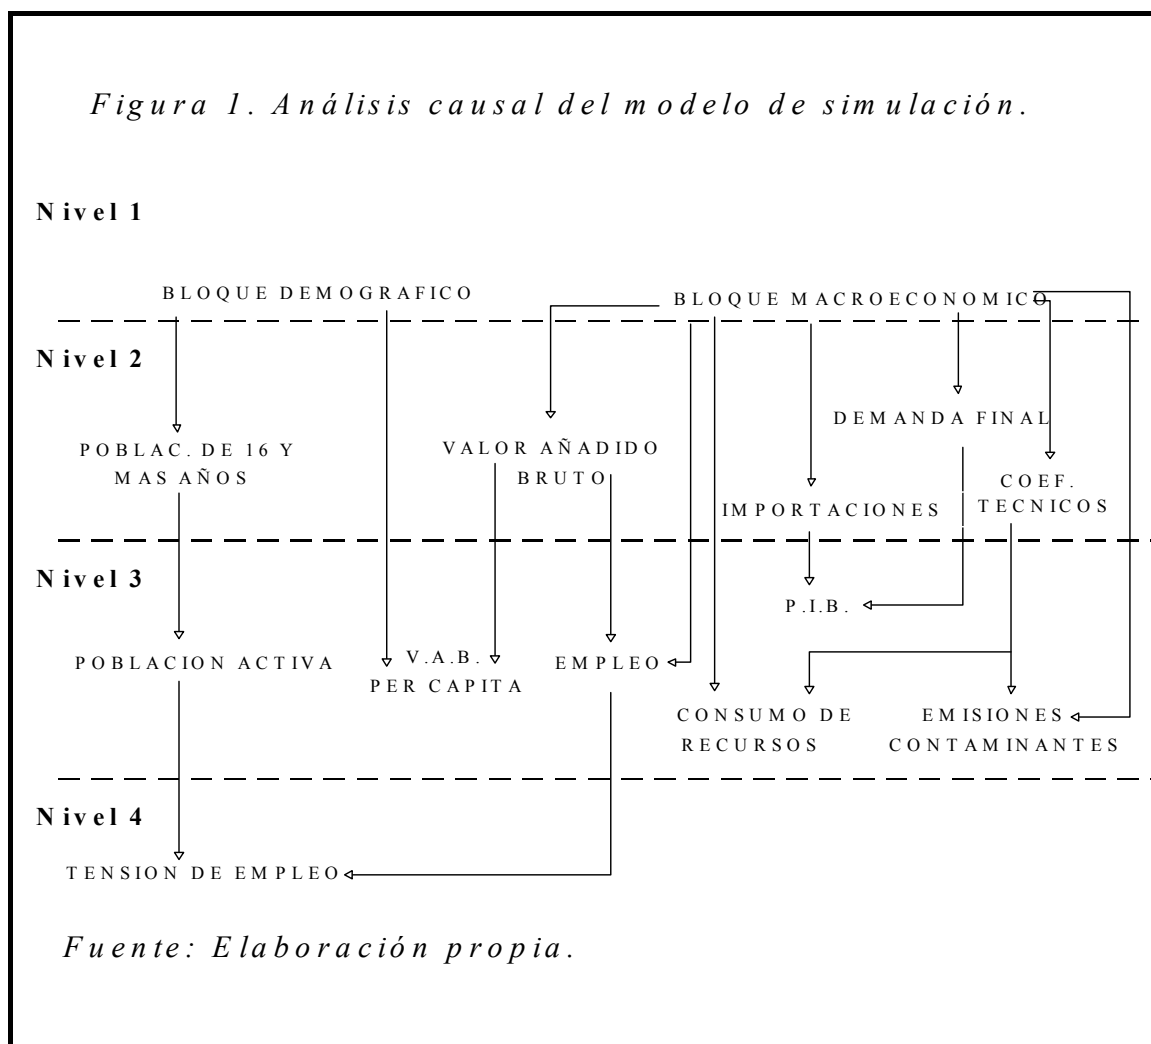 Figura 1. Análisis causal del modelo de simulación.
Nivel 1
BLOQUE DEMOGRAFICO
BLOQUE MACROECONOMICO
Nivel 2
DEMANDA FINAL
POBLAC. DE 16 Y
MAS AÑOS
VALOR AÑADIDO
BRUTO
COEF.
TECNICOS
IMPORTACIONES
Nivel 3
P.I.B.
POBLACION ACTIVA
V.A.B.
PER CAPITA
EMPLEO
CONSUMO DE
RECURSOS
EMISIONES
CONTAMINANTES
Nivel 4
TENSION DE EMPLEO
Fuente: Elaboración propia.